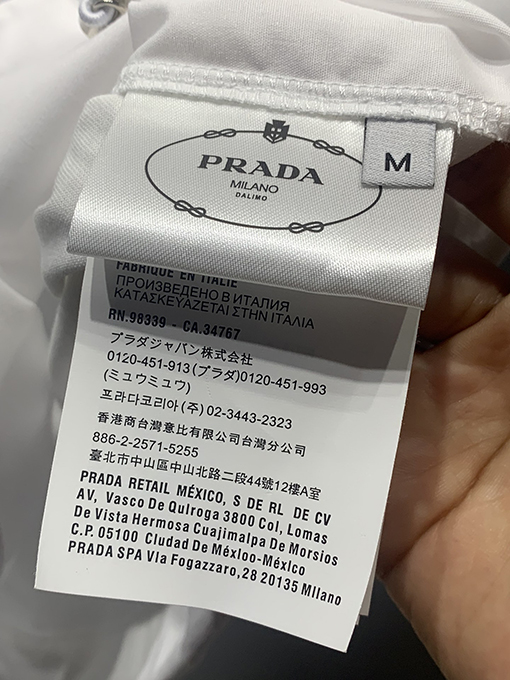 PRADA
MILANO
DALIMO
M
FABRIQUE EN ITALIE
ПРОИЗВЕДЕНО В ИТАЛИЯ
ΚΑΤΑΣΚΕΥΑΖΕΤΑΙ ΣΤΗΝ ΙΤΑΛΙΑ
RN.98339 - CA.34767
プラダジャパン株式会社
0120-451-913(プラダ)0120-451-993
(ミュウミュウ)
프라다코리아(주) 02-3443-2323
香港商台灣意比有限公司台灣分公司
886-2-2571-5255
臺北市中山區中山北路二段44號12樓A室
PRADA RETAIL MÉXICO, S DE RL DE CV
AV, Vasco De Quiroga 3800 Col, Lomas
De Vista Hermosa Cuajimalpa De Morsios
C.P. 05100 Cludad De Méxloo-México
PRADA SPA VIa Fogazzaro,28 20135 MIlano